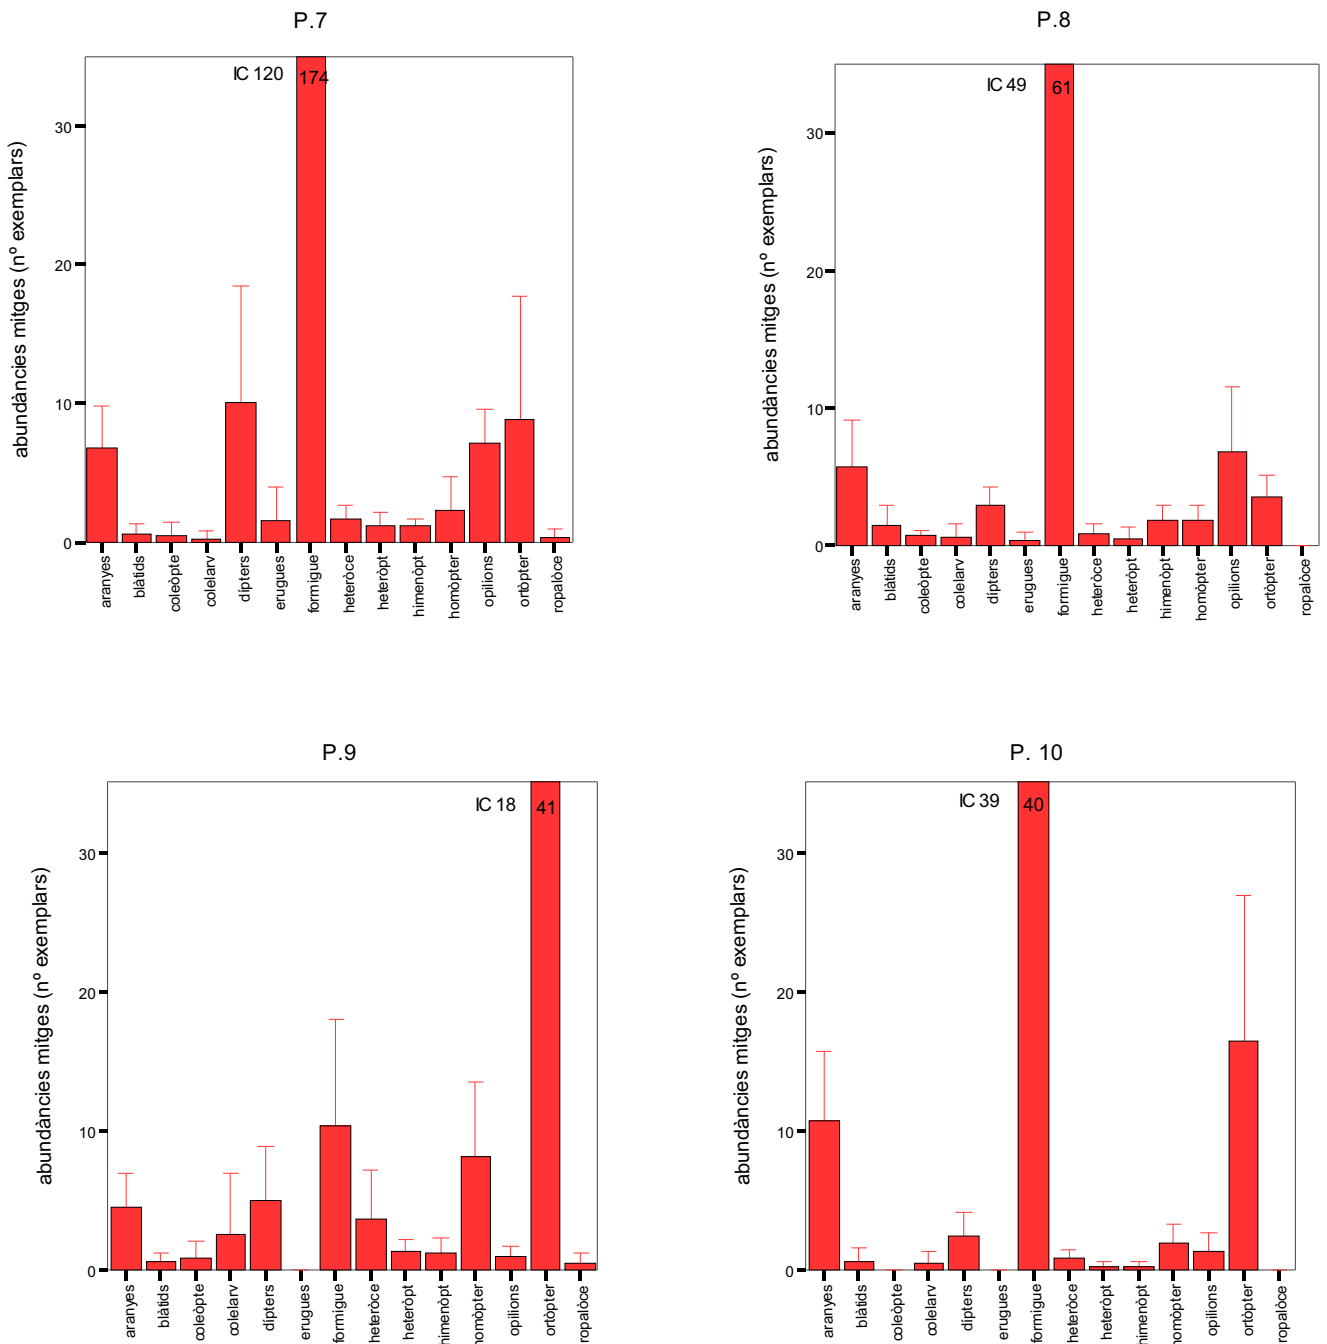 P.7
IC 120
174
30
20
10
0
abundàncies mitges (nº exemplars)
aranyes
blàtids
coleòpte
colelarv
dípters
erugues
formigue
heteròce
heteròpt
himenòpt
homòpter
opilions
ortòpter
ropalòce
P.8
IC 49
61
30
20
10
0
abundàncies mitges (nº exemplars)
aranyes
blàtids
coleòpte
colelarv
dípters
erugues
formigue
heteròce
heteròpt
himenòpt
homòpter
opilions
ortòpter
ropalòce
P.9
IC 18
41
30
20
10
0
abundàncies mitges (nº exemplars)
aranyes
blàtids
coleòpte
colelarv
dípters
erugues
formigue
heteròce
heteròpt
himenòpt
homòpter
opilions
ortòpter
ropalòce
P. 10
IC 39
40
30
20
10
0
abundàncies mitges (nº exemplars)
aranyes
blàtids
coleòpte
colelarv
dípters
erugues
formigue
heteròce
heteròpt
himenòpt
homòpter
opilions
ortòpter
ropalòce